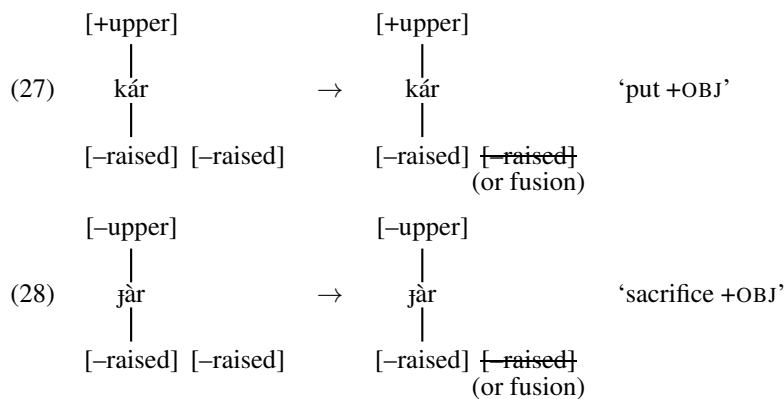 [+upper] [+upper]
(27) kár → kár ‘put +OBJ’
[–raised] [–raised] [–raised] [–raised]
(or fusion)
[–upper] [–upper]
(28) ɟàr → ɟàr ‘sacrifice +OBJ’
[–raised] [–raised] [–raised] [–raised]
(or fusion)